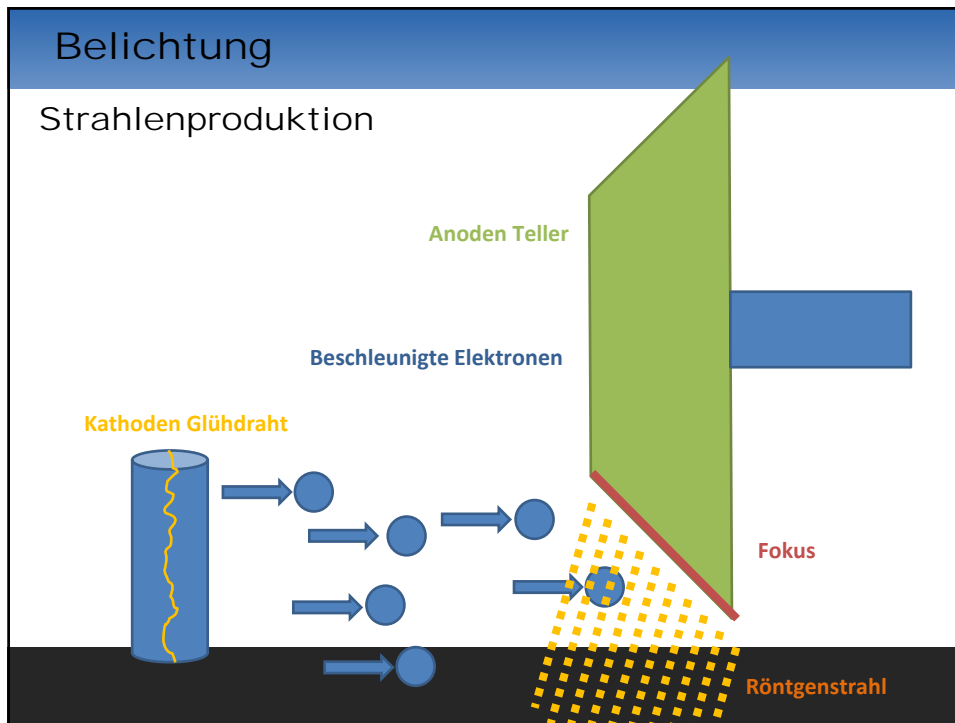 Belichtung
Strahlenproduktion
Anoden Teller
Beschleunigte Elektronen
Kathoden Glühdraht
Fokus
Röntgenstrahl